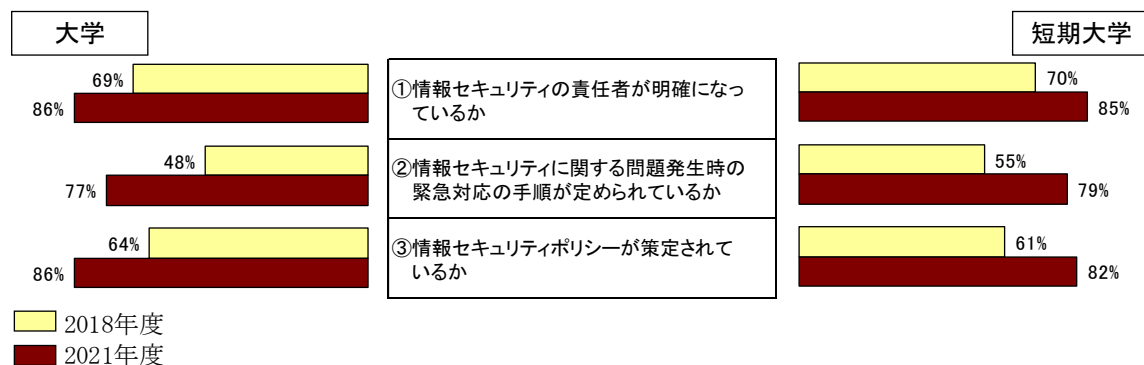 大学
短期大学
69%
86%
①情報セキュリティの責任者が明確になっ
ているか
70%
85%
48%
77%
②情報セキュリティに関する問題発生時の
緊急対応の手順が定められているか
55%
79%
64%
86%
③情報セキュリティポリシーが策定されて
いるか
61%
82%
2018年度
2021年度